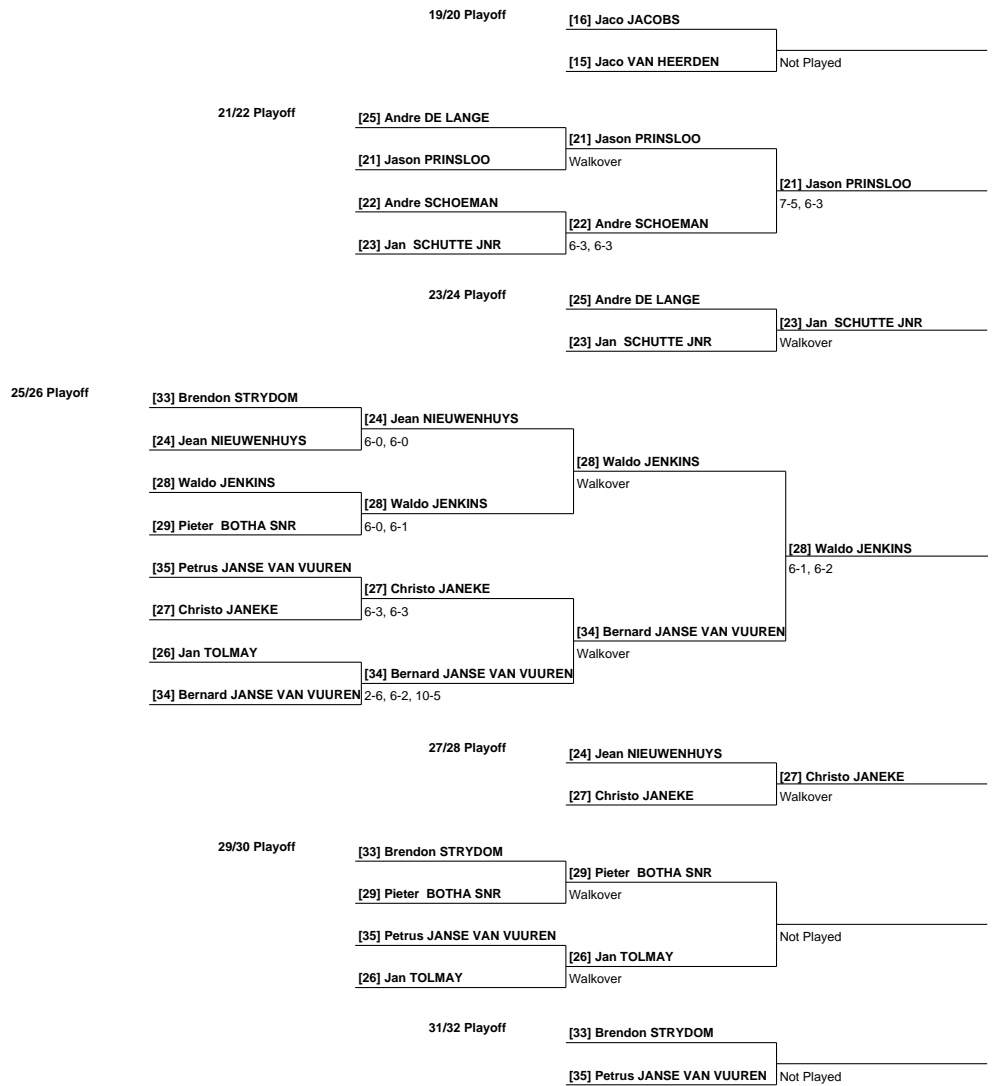 19/20 Playoff
[16] Jaco JACOBS
[15] Jaco VAN HEERDEN
Not Played
21/22 Playoff
[25] Andre DE LANGE
[21] Jason PRINSLOO
[21] Jason PRINSLOO
Walkover
[21] Jason PRINSLOO
7-5, 6-3
[22] Andre SCHOEMAN
[22] Andre SCHOEMAN
[23] Jan  SCHUTTE JNR
6-3, 6-3
23/24 Playoff
[25] Andre DE LANGE
[23] Jan  SCHUTTE JNR
[23] Jan  SCHUTTE JNR
Walkover
25/26 Playoff
[33] Brendon STRYDOM
[24] Jean NIEUWENHUYS
[24] Jean NIEUWENHUYS
6-0, 6-0
[28] Waldo JENKINS
Walkover
[28] Waldo JENKINS
[28] Waldo JENKINS
[29] Pieter  BOTHA SNR
6-0, 6-1
[28] Waldo JENKINS
6-1, 6-2
[35] Petrus JANSE VAN VUUREN
[27] Christo JANEKE
[27] Christo JANEKE
6-3, 6-3
[34] Bernard JANSE VAN VUUREN
Walkover
[26] Jan TOLMAY
[34] Bernard JANSE VAN VUUREN
[34] Bernard JANSE VAN VUUREN
2-6, 6-2, 10-5
27/28 Playoff
[24] Jean NIEUWENHUYS
[27] Christo JANEKE
[27] Christo JANEKE
Walkover
29/30 Playoff
[33] Brendon STRYDOM
[29] Pieter  BOTHA SNR
[29] Pieter  BOTHA SNR
Walkover
[35] Petrus JANSE VAN VUUREN
Not Played
[26] Jan TOLMAY
[26] Jan TOLMAY
Walkover
31/32 Playoff
[33] Brendon STRYDOM
[35] Petrus JANSE VAN VUUREN
Not Played